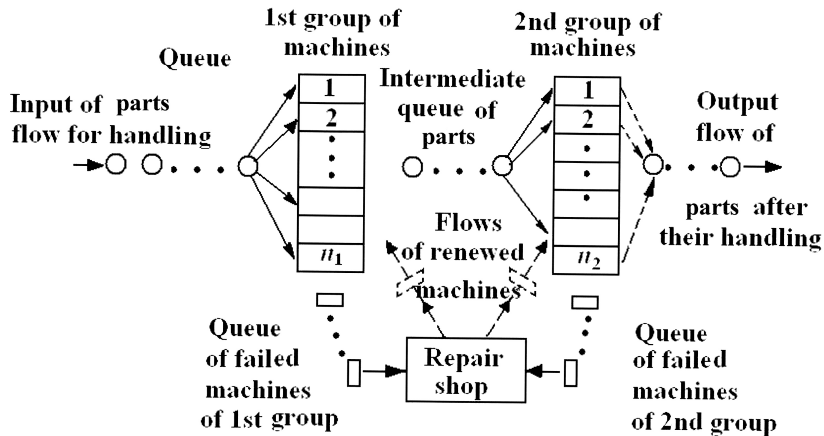 1st group of
machines
2nd group of
machines
Queue
Input of parts
flow for handling
1
2
n1
Intermediate
queue of
parts
1
2
n2
Output
flow of
parts after
their handling
Flows
of renewed
machines
Queue
of failed
machines
of 1st group
Repair
shop
Queue
of failed
machines
of 2nd group